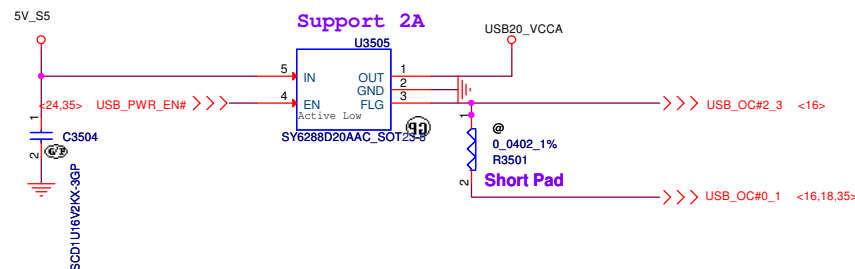 Support 2A
5V_S5
USB20_VCCA
U3505
5 IN OUT 1
GND 2
<24,35> USB_PWR_EN# 4 EN FLG 3
Active Low
USB_OC#2_3 <16>
SY6288D20AAC_SOT23-5
1
C3504
2
G/P
SCD1U16V2KX-3GP
1
@
0_0402_1%
R3501
2
Short Pad
USB_OC#0_1 <16,18,35>